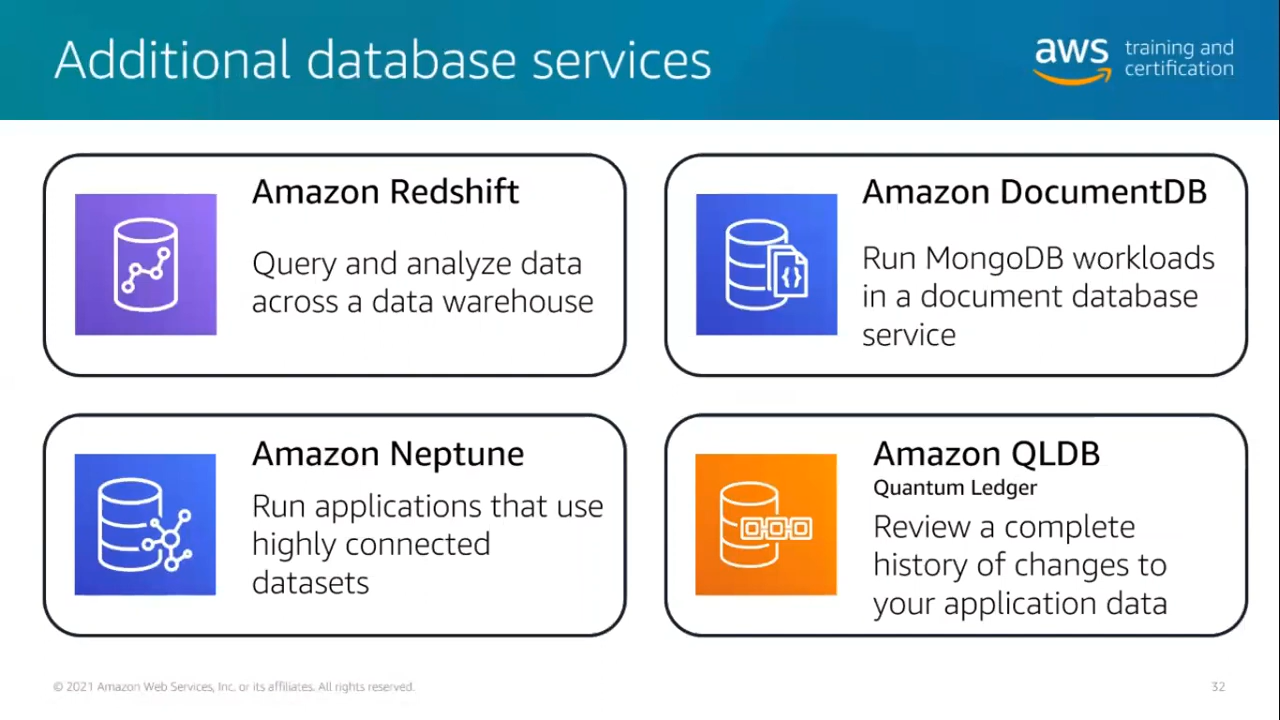 Additional database services
aws training and
certification
Amazon Redshift
Query and analyze data
across a data warehouse
Amazon DocumentDB
Run MongoDB workloads
in a document database
service
Amazon Neptune
Run applications that use
highly connected
datasets
Amazon QLDB
Quantum Ledger
Review a complete
history of changes to
your application data
© 2021 Amazon Web Services, Inc. or its affiliates. All rights reserved.
32